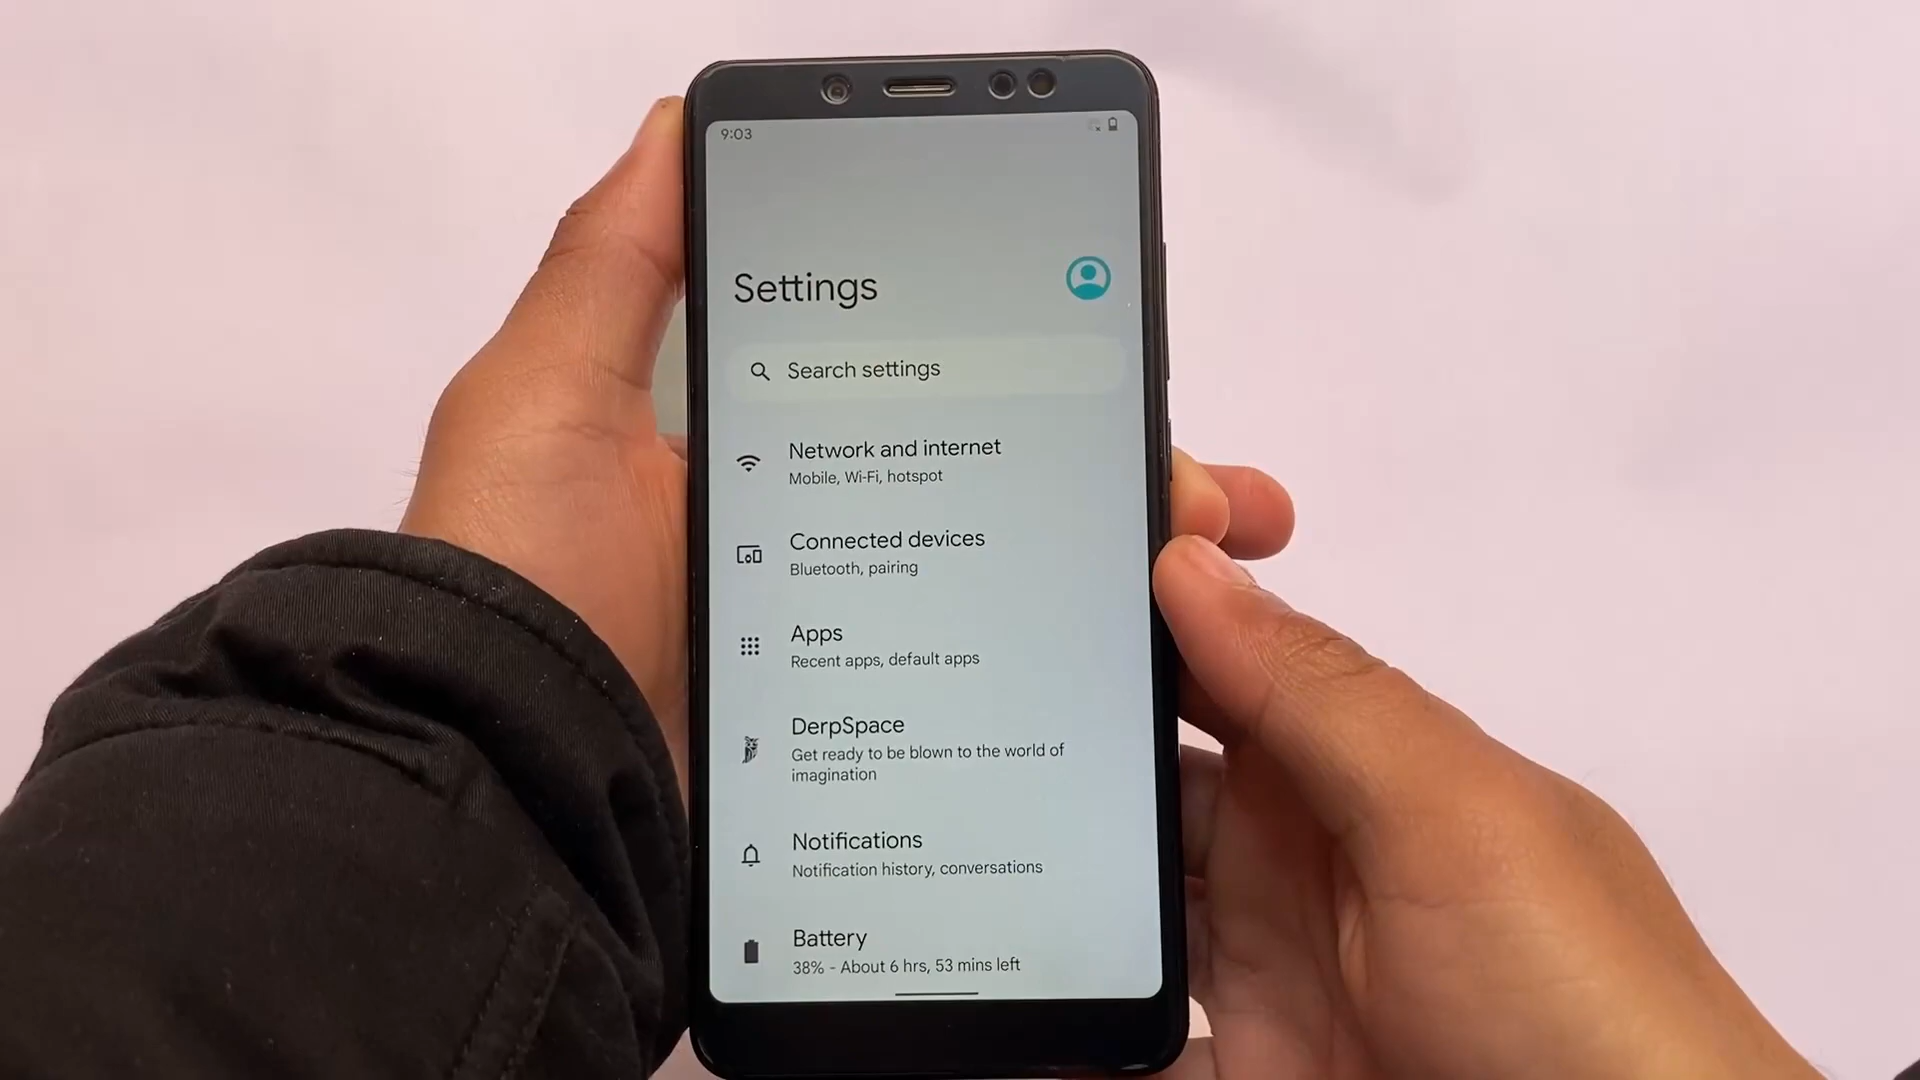 9:03
Settings
Search settings
Network and internet
Mobile, Wi-Fi, hotspot
Connected devices
Bluetooth, pairing
Apps
Recent apps, default apps
DerpSpace
Get ready to be blown to the world of
imagination
Notifications
Notification history, conversations
Battery
38% - About 6 hrs, 53 mins left